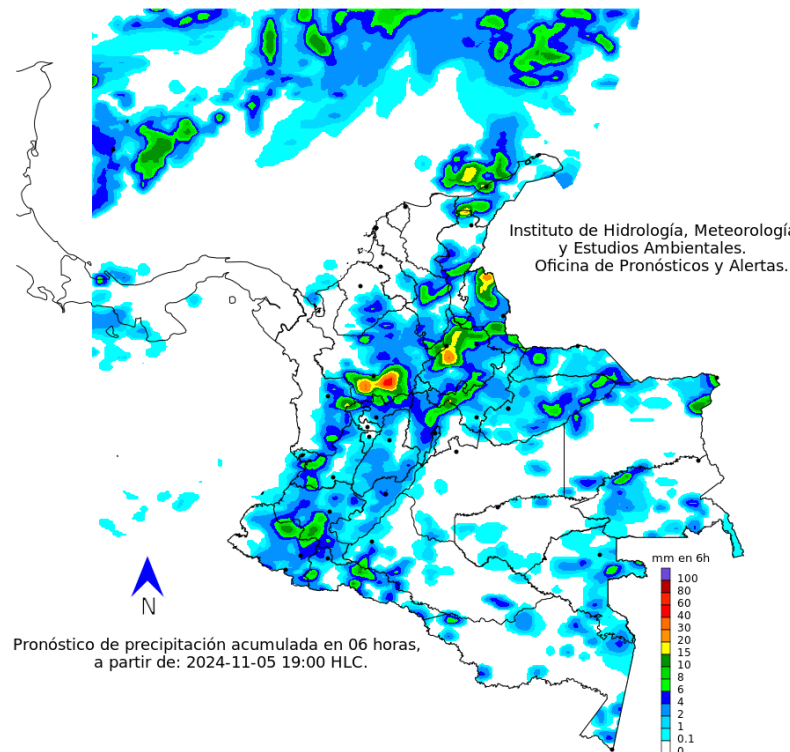 Instituto de Hidrología, Meteorología
y Estudios Ambientales.
Oficina de Pronósticos y Alertas.
mm en 6h
100
80
60
40
30
20
15
10
8
6
4
2
1
0.1
0
N
Pronóstico de precipitación acumulada en 06 horas,
a partir de: 2024-11-05 19:00 HLC.